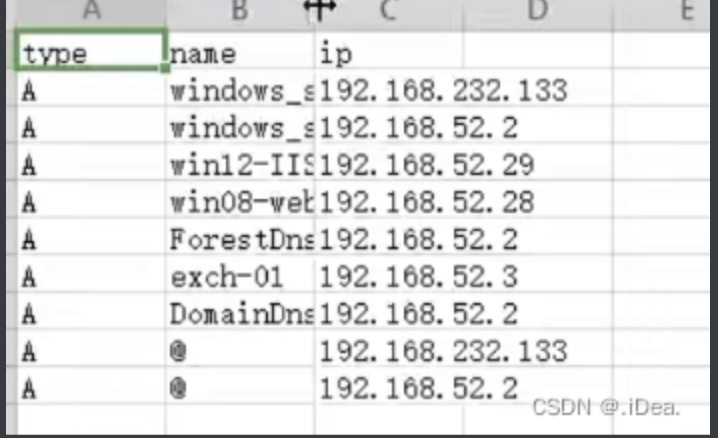 A B C D E
type name ip
A windows_s 192.168.232.133
A windows_s 192.168.52.2
A win12-IIS 192.168.52.29
A win08-web 192.168.52.28
A ForestDns 192.168.52.2
A exch-01 192.168.52.3
A DomainDns 192.168.52.2
A @ 192.168.232.133
A @ 192.168.52.2
CSDN @.iDea.